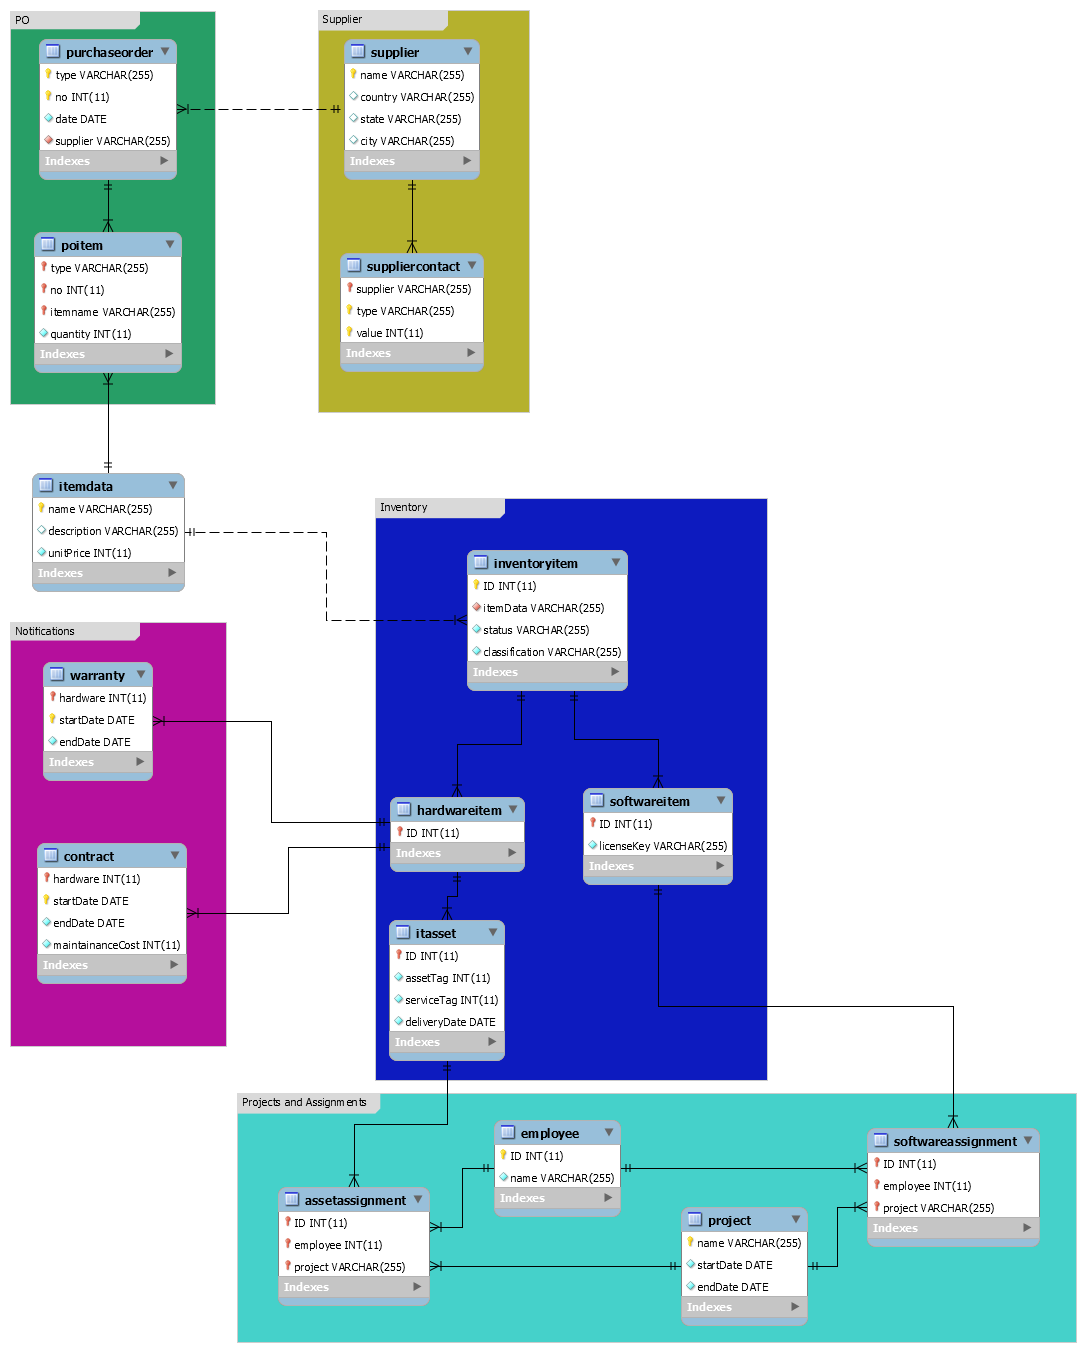 PO
purchaseorder
type VARCHAR(255)
no INT(11)
date DATE
supplier VARCHAR(255)
Indexes
poitem
type VARCHAR(255)
no INT(11)
itemname VARCHAR(255)
quantity INT(11)
Indexes
Supplier
supplier
name VARCHAR(255)
country VARCHAR(255)
state VARCHAR(255)
city VARCHAR(255)
Indexes
suppliercontact
supplier VARCHAR(255)
type VARCHAR(255)
value INT(11)
Indexes
itemdata
name VARCHAR(255)
description VARCHAR(255)
unitPrice INT(11)
Indexes
Notifications
warranty
hardware INT(11)
startDate DATE
endDate DATE
Indexes
contract
hardware INT(11)
startDate DATE
endDate DATE
maintainanceCost INT(11)
Indexes
Inventory
inventoryitem
ID INT(11)
itemData VARCHAR(255)
status VARCHAR(255)
classification VARCHAR(255)
Indexes
hardwareitem
ID INT(11)
Indexes
softwareitem
ID INT(11)
licenseKey VARCHAR(255)
Indexes
itasset
ID INT(11)
assetTag INT(11)
serviceTag INT(11)
deliveryDate DATE
Indexes
Projects and Assignments
assetassignment
ID INT(11)
employee INT(11)
project VARCHAR(255)
Indexes
employee
ID INT(11)
name VARCHAR(255)
Indexes
project
name VARCHAR(255)
startDate DATE
endDate DATE
Indexes
softwareassignment
ID INT(11)
employee INT(11)
project VARCHAR(255)
Indexes